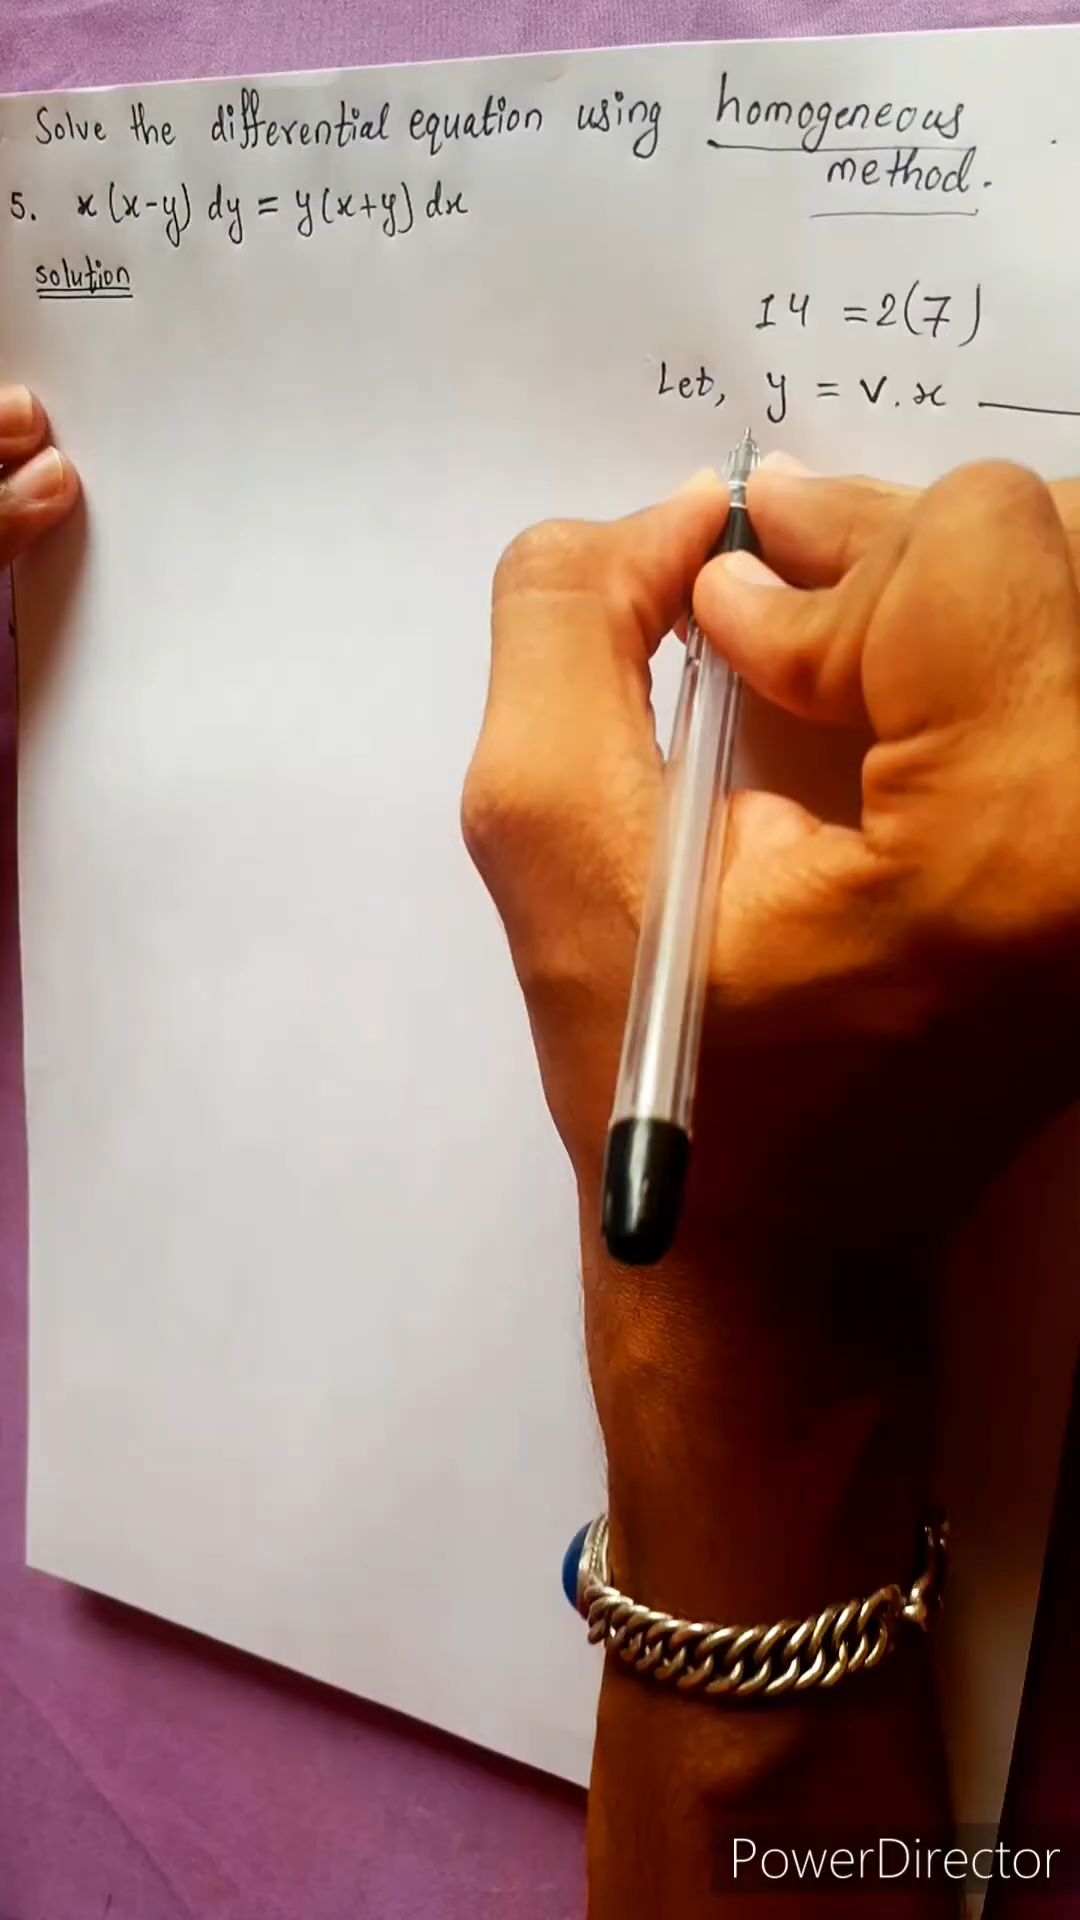 Solve the differential equation using homogeneous
method.
5. x(x-y) dy = y(x+y) dx
solution
14 = 2(7)
Let, y = v.x
PowerDirector